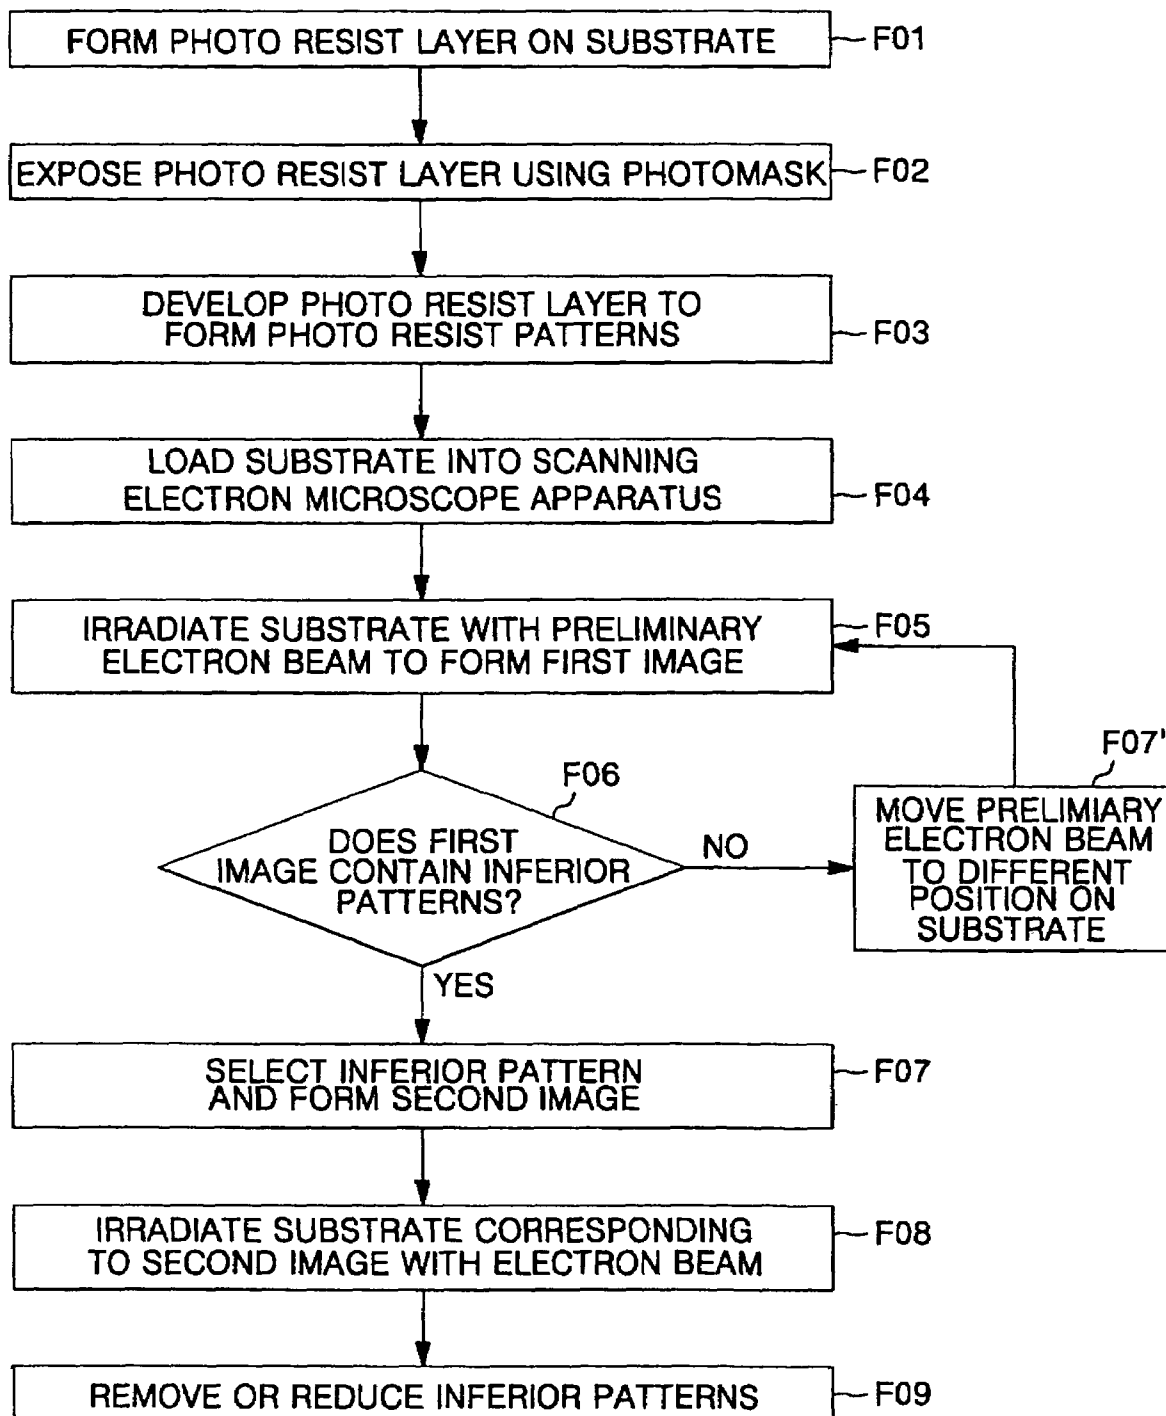 FORM PHOTO RESIST LAYER ON SUBSTRATE
F01
EXPOSE PHOTO RESIST LAYER USING PHOTOMASK
F02
DEVELOP PHOTO RESIST LAYER TO
FORM PHOTO RESIST PATTERNS
F03
LOAD SUBSTRATE INTO SCANNING
ELECTRON MICROSCOPE APPARATUS
F04
IRRADIATE SUBSTRATE WITH PRELIMINARY
ELECTRON BEAM TO FORM FIRST IMAGE
F05
F06
DOES FIRST
IMAGE CONTAIN INFERIOR
PATTERNS?
NO
F07'
MOVE PRELIMIARY
ELECTRON BEAM
TO DIFFERENT
POSITION ON
SUBSTRATE
YES
SELECT INFERIOR PATTERN
AND FORM SECOND IMAGE
F07
IRRADIATE SUBSTRATE CORRESPONDING
TO SECOND IMAGE WITH ELECTRON BEAM
F08
REMOVE OR REDUCE INFERIOR PATTERNS
F09